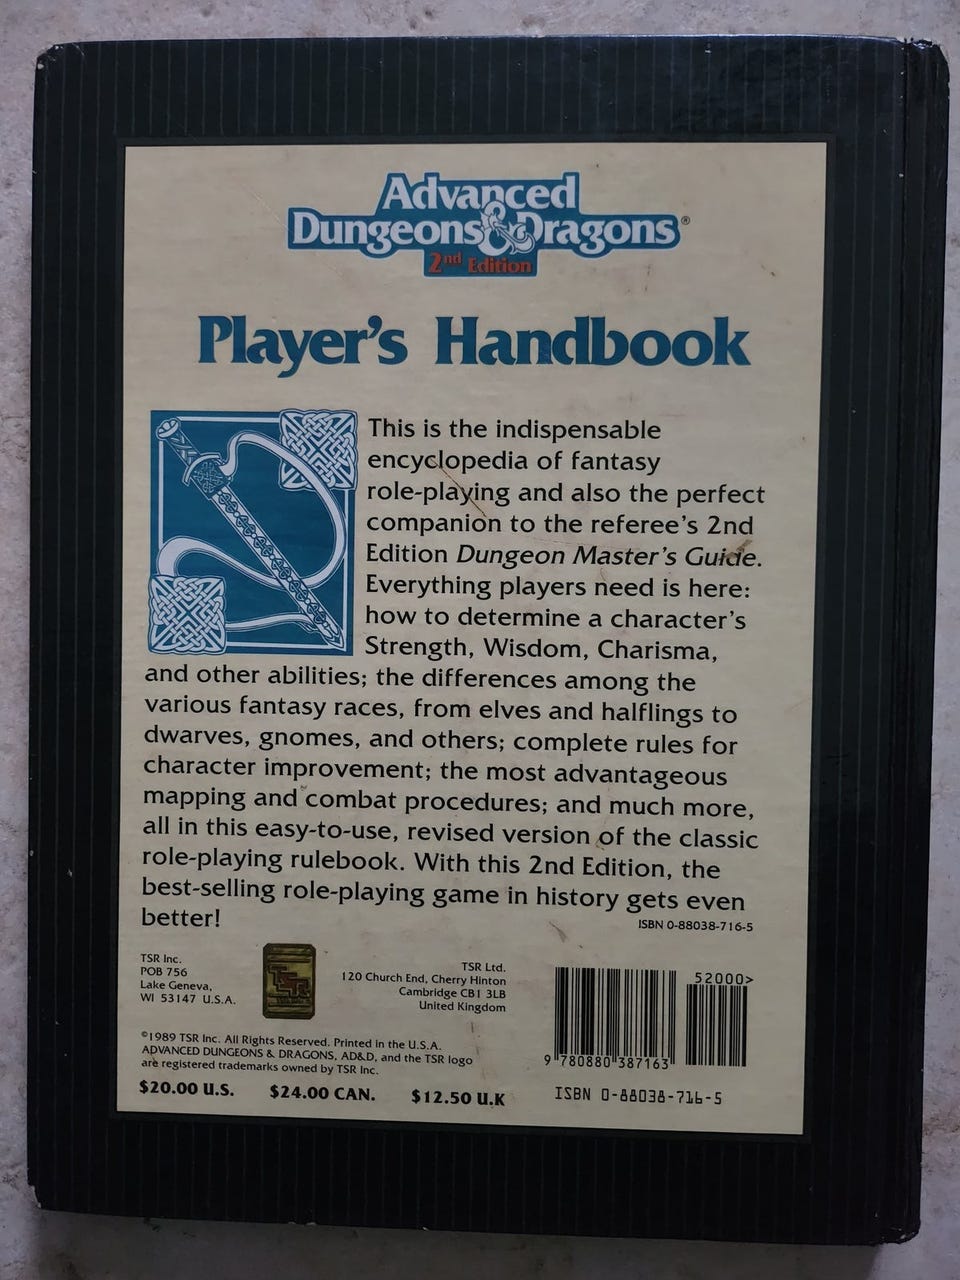 Advanced
Dungeons & Dragons®
2nd Edition
Player's Handbook
This is the indispensable
encyclopedia of fantasy
role-playing and also the perfect
companion to the referee's 2nd
Edition Dungeon Master's Guide.
Everything players need is here:
how to determine a character's
Strength, Wisdom, Charisma,
and other abilities; the differences among the
various fantasy races, from elves and halflings to
dwarves, gnomes, and others; complete rules for
character improvement; the most advantageous
mapping and combat procedures; and much more,
all in this easy-to-use, revised version of the classic
role-playing rulebook. With this 2nd Edition, the
best-selling role-playing game in history gets even
better!
ISBN 0-88038-716-5
TSR Inc.
POB 756
Lake Geneva,
WI 53147 U.S.A.
TSR
TSR Ltd.
120 Church End, Cherry Hinton
Cambridge CB1 3LB
United Kingdom
©1989 TSR Inc. All Rights Reserved. Printed in the U.S.A.
ADVANCED DUNGEONS & DRAGONS, AD&D, and the TSR logo
are registered trademarks owned by TSR Inc.
$20.00 U.S. $24.00 CAN. $12.50 U.K
52000>
9 780880 387163
ISBN 0-88038-716-5